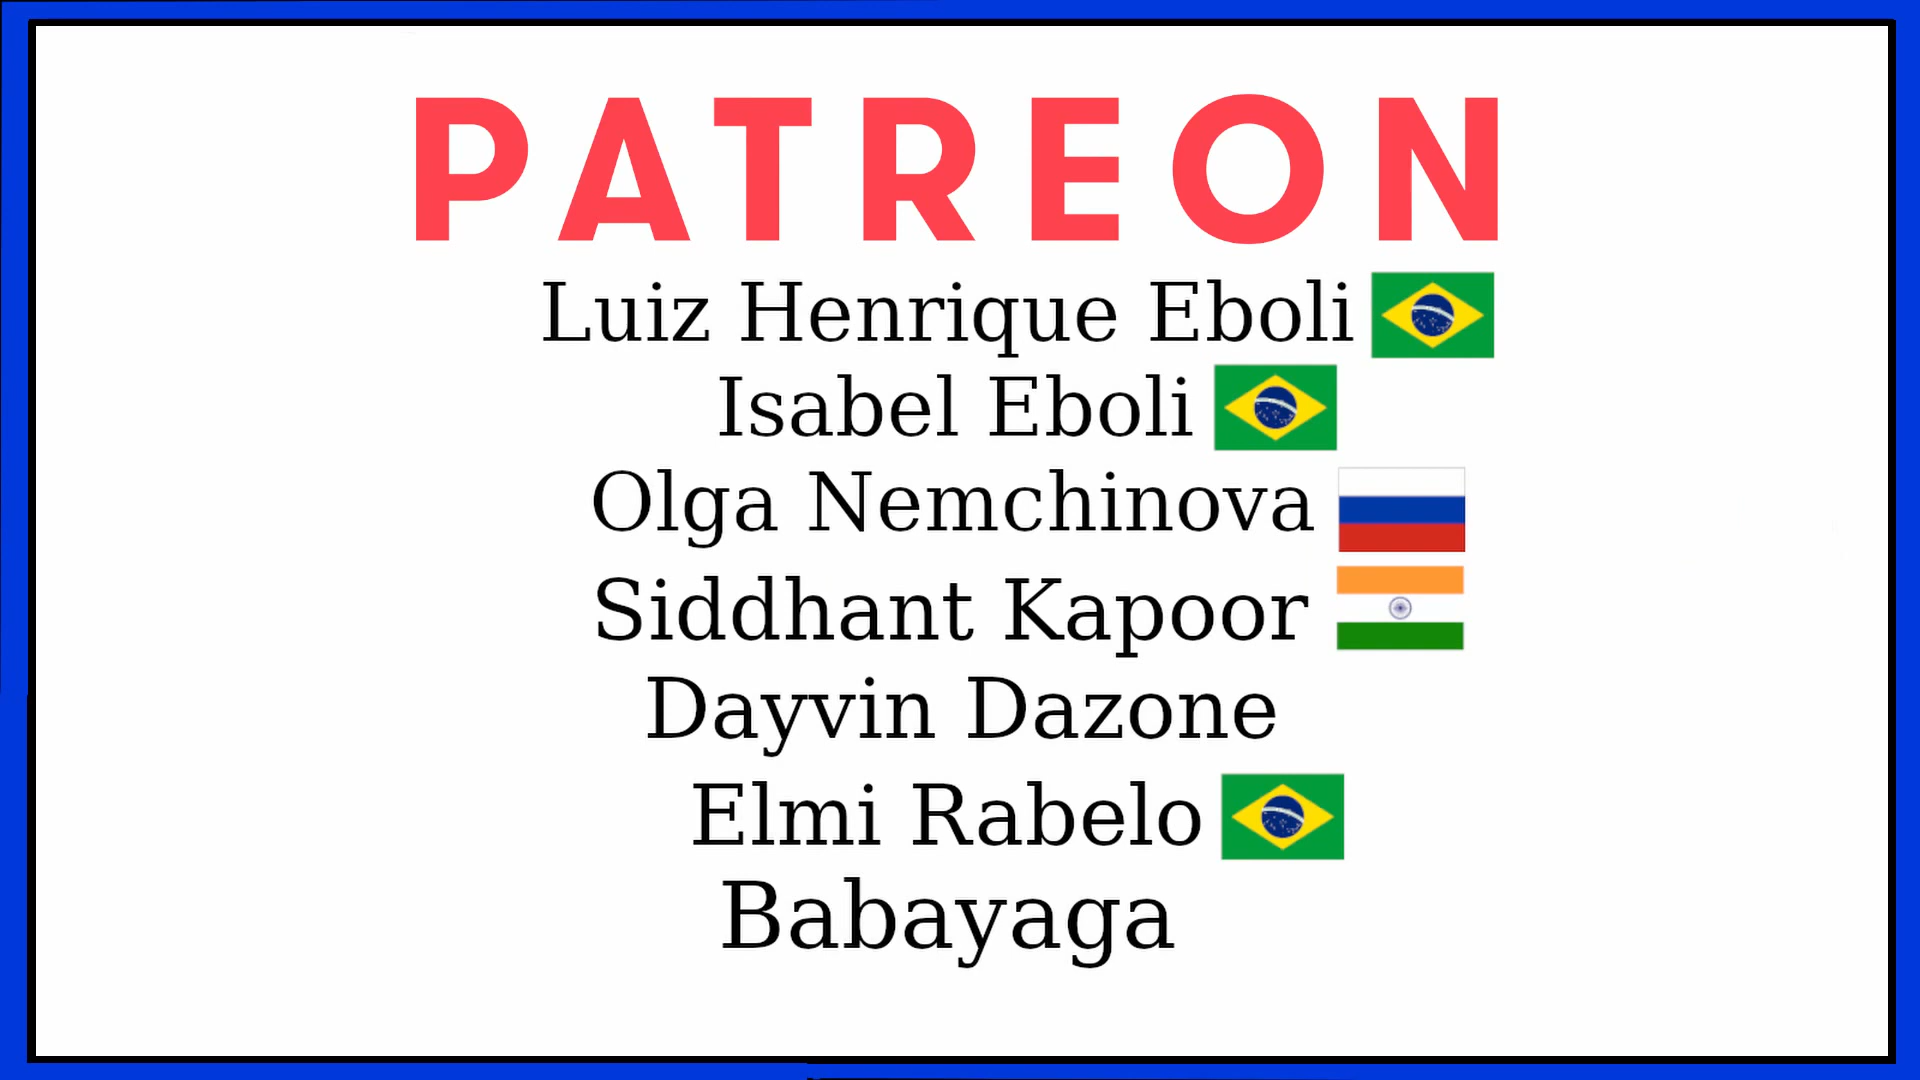 PATREON
Luiz Henrique Eboli
Isabel Eboli
Olga Nemchinova
Siddhant Kapoor
Dayvin Dazone
Elmi Rabelo
Babayaga